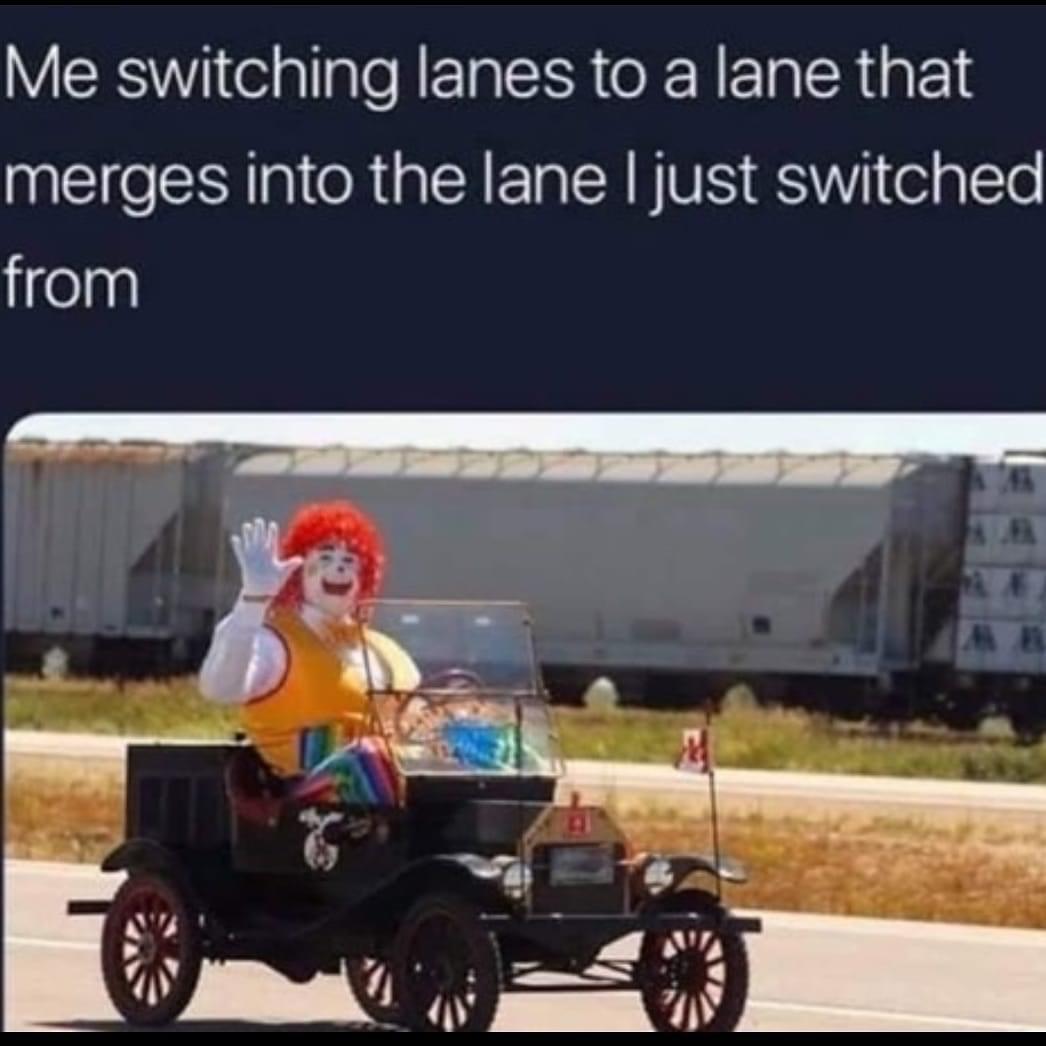 Me switching lanes to a lane that
merges into the lane I just switched
from